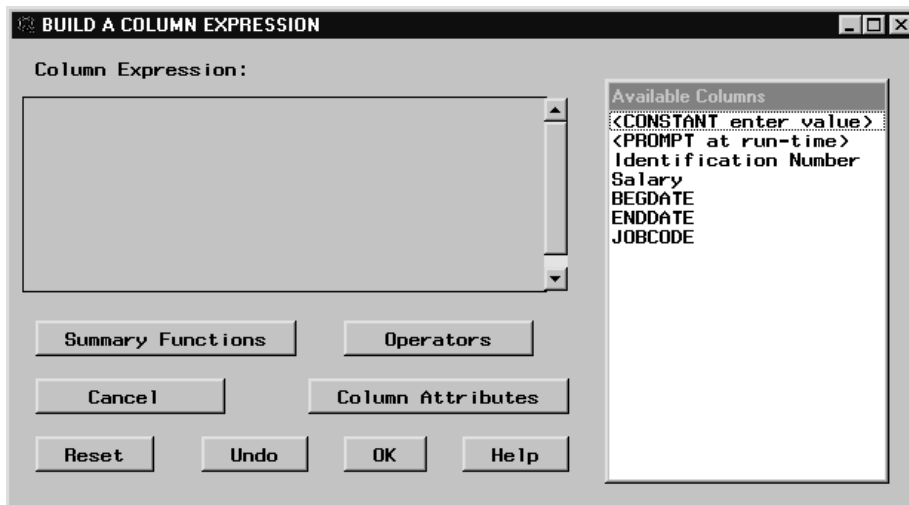 BUILD A COLUMN EXPRESSION
Column Expression:
Available Columns
<CONSTANT enter value>
<PROMPT at run-time>
Identification Number
Salary
BEGDATE
ENDDATE
JOBCODE
Summary Functions
Operators
Cancel
Column Attributes
Reset
Undo
OK
Help